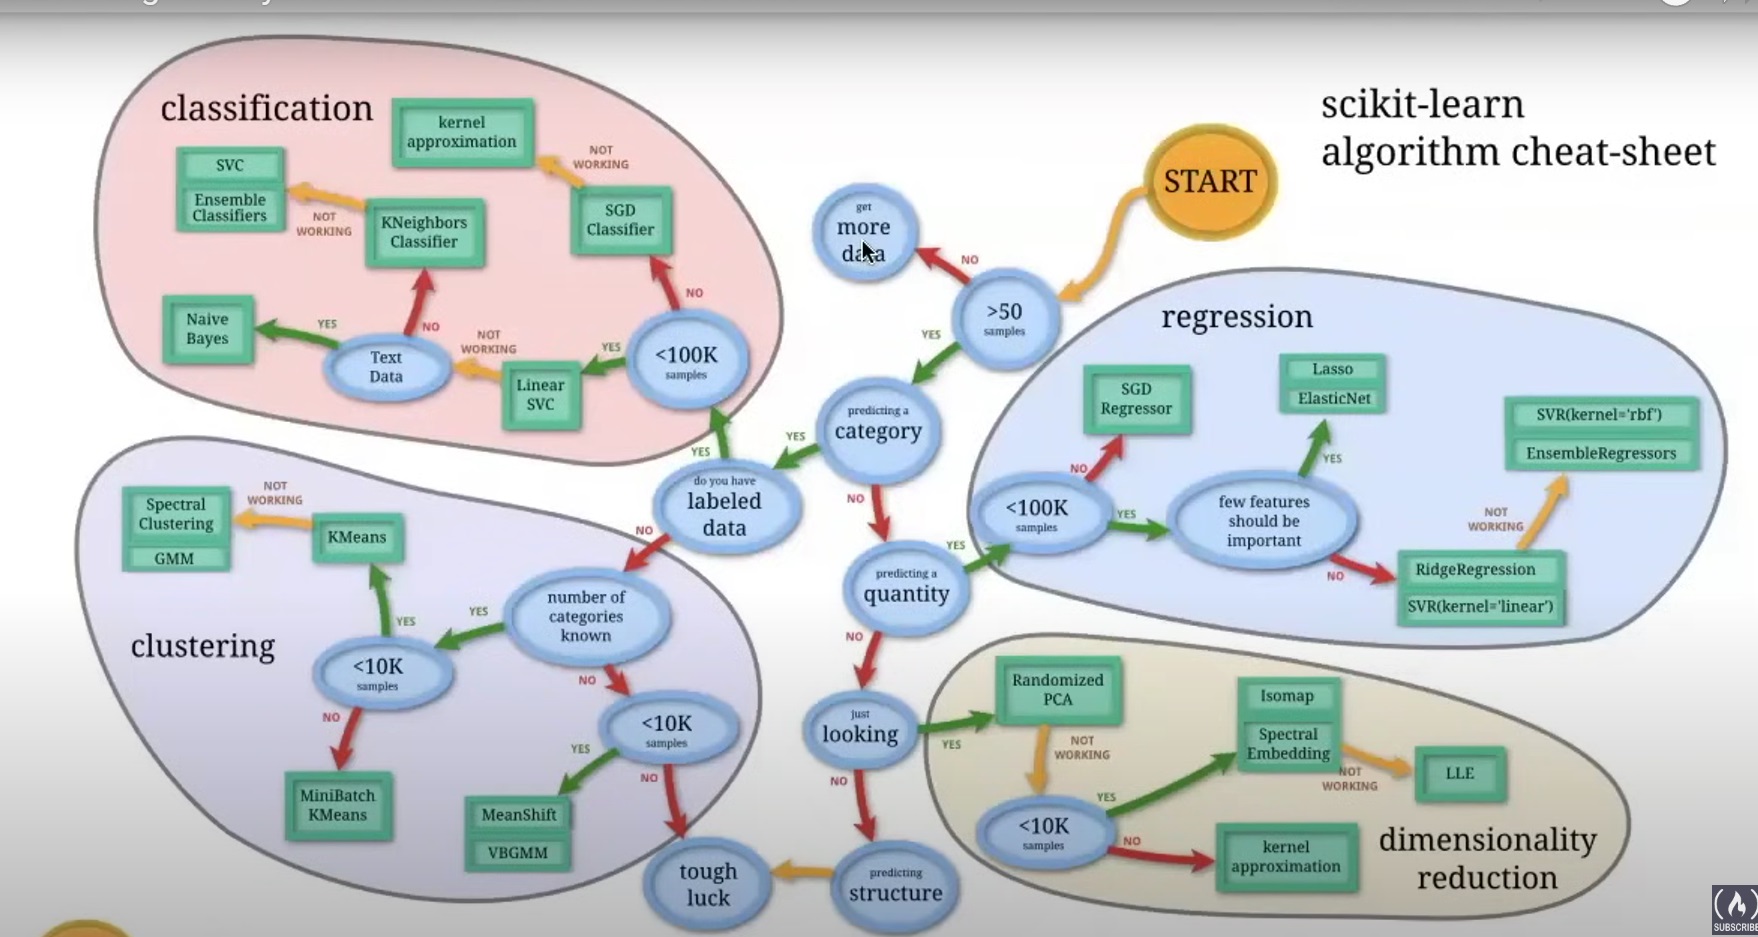 scikit-learn
algorithm cheat-sheet
START
classification
kernel
approximation
NOT
WORKING
SVC
Ensemble
Classifiers
NOT
WORKING
KNeighbors
Classifier
SGD
Classifier
NO
Naive
Bayes
YES
Text
Data
NO
NOT
WORKING
Linear
SVC
YES
<100K
samples
get
more
data
NO
>50
samples
YES
predicting a
category
YES
NO
do you have
labeled
data
YES
NO
predicting a
quantity
YES
NO
just
looking
YES
NO
predicting
structure
tough
luck
regression
SGD
Regressor
NO
<100K
samples
YES
few features
should be
important
YES
Lasso
ElasticNet
NO
RidgeRegression
SVR(kernel='linear')
NOT
WORKING
SVR(kernel='rbf')
EnsembleRegressors
clustering
Spectral
Clustering
GMM
NOT
WORKING
KMeans
YES
<10K
samples
NO
MiniBatch
KMeans
YES
number of
categories
known
NO
<10K
samples
YES
NO
MeanShift
VBGMM
dimensionality
reduction
Randomized
PCA
NOT
WORKING
<10K
samples
YES
NO
Isomap
Spectral
Embedding
NOT
WORKING
LLE
kernel
approximation
SUBSCRIBE